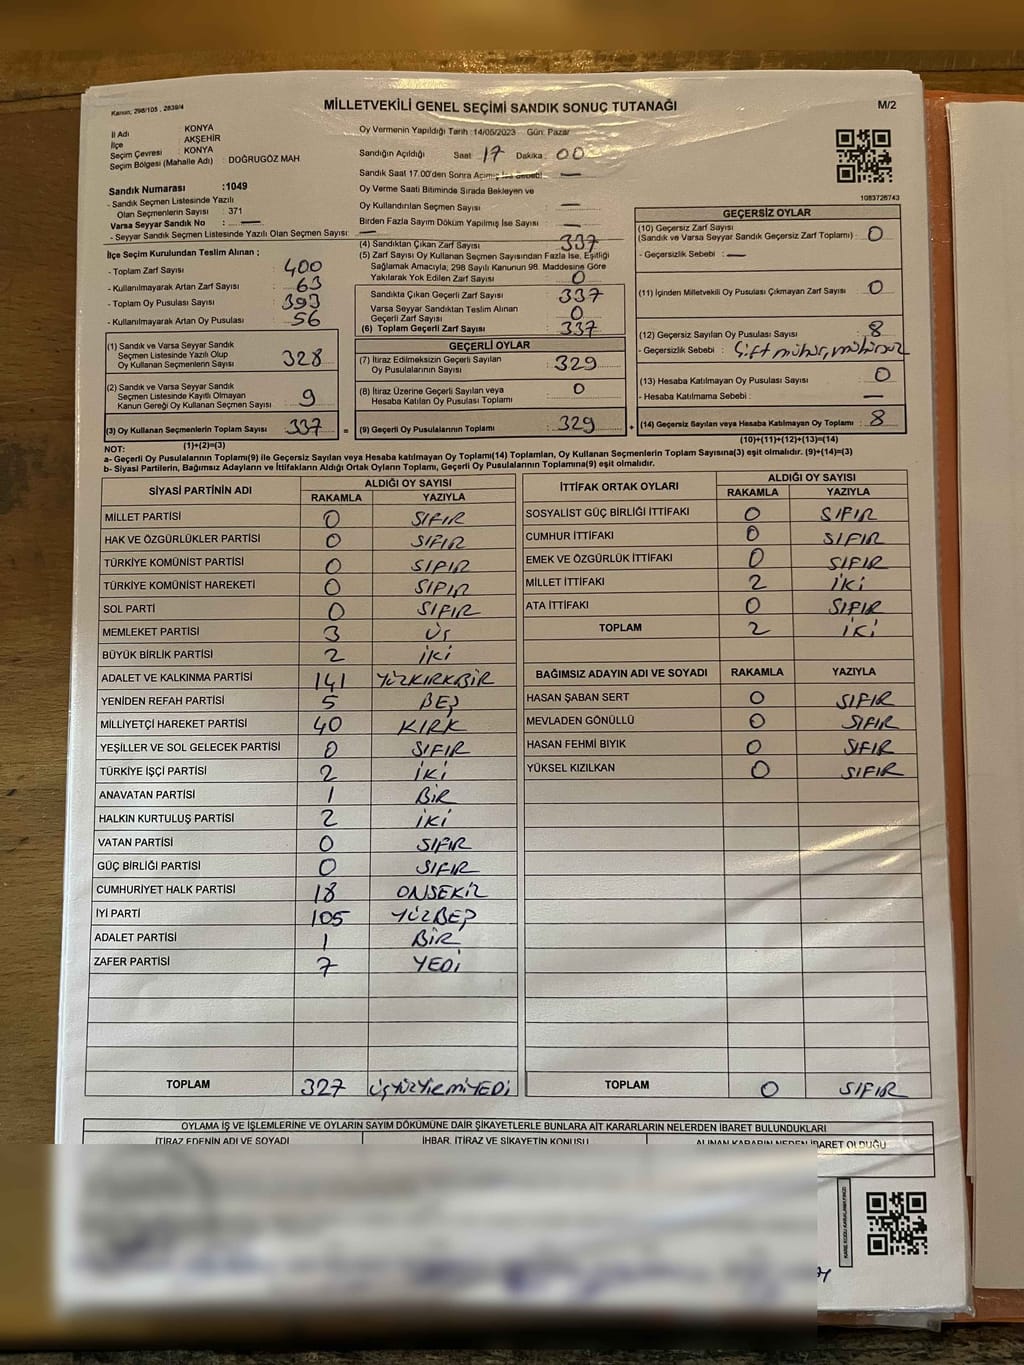 Kanun; 298/105 , 2839/4
MİLLETVEKİLİ GENEL SEÇİMİ SANDIK SONUÇ TUTANAĞI
M/2
İl Adı KONYA
İlçe AKŞEHİR
Seçim Çevresi : KONYA
Seçim Bölgesi (Mahalle Adı) : DOĞRUGÖZ MAH
Sandık Numarası :1049
- Sandık Seçmen Listesinde Yazılı
Olan Seçmenlerin Sayısı : 371
Varsa Seyyar Sandık No : —
- Seyyar Sandık Seçmen Listesinde Yazılı Olan Seçmen Sayısı: —
Oy Vermenin Yapıldığı Tarih :14/05/2023 Gün: Pazar
Sandığın Açıldığı Saat : 17 Dakika : 00
Sandık Saat 17.00'den Sonra Açılmış İse Sebebi : —
Oy Verme Saati Bitiminde Sırada Bekleyen ve
Oy Kullandırılan Seçmen Sayısı : —
Birden Fazla Sayım Döküm Yapılmış İse Sayısı : —
1083726743
İlçe Seçim Kurulundan Teslim Alınan ;
- Toplam Zarf Sayısı : 400
- Kullanılmayarak Artan Zarf Sayısı : 63
- Toplam Oy Pusulası Sayısı : 393
- Kullanılmayarak Artan Oy Pusulası : 56
(4) Sandıktan Çıkan Zarf Sayısı : 337
(5) Zarf Sayısı Oy Kullanan Seçmen Sayısından Fazla İse, Eşitliği
Sağlamak Amacıyla; 298 Sayılı Kanunun 98. Maddesine Göre
Yakılarak Yok Edilen Zarf Sayısı : 0
Sandıkta Çıkan Geçerli Zarf Sayısı : 337
Varsa Seyyar Sandıktan Teslim Alınan
Geçerli Zarf Sayısı : 0
(6) Toplam Geçerli Zarf Sayısı : 337
GEÇERSİZ OYLAR
(10) Geçersiz Zarf Sayısı
(Sandık ve Varsa Seyyar Sandık Geçersiz Zarf Toplamı) : 0
- Geçersizlik Sebebi : —
(11) İçinden Milletvekili Oy Pusulası Çıkmayan Zarf Sayısı : 0
(12) Geçersiz Sayılan Oy Pusulası Sayısı : 8
- Geçersizlik Sebebi : Çift mühür, mühürsüz
(13) Hesaba Katılmayan Oy Pusulası Sayısı : 0
- Hesaba Katılmama Sebebi : —
(14) Geçersiz Sayılan veya Hesaba Katılmayan Oy Toplamı : 8
(10)+(11)+(12)+(13)=(14)
(1) Sandık ve Varsa Seyyar Sandık
Seçmen Listesinde Yazılı Olup
Oy Kullanan Seçmen Sayısı : 328
(2) Sandık ve Varsa Seyyar Sandık
Seçmen Listesinde Kayıtlı Olmayan
Kanun Gereği Oy Kullanan Seçmen Sayısı : 9
(3) Oy Kullanan Seçmenlerin Toplam Sayısı : 337
(1)+(2)=(3)
GEÇERLİ OYLAR
(7) İtiraz Edilmeksizin Geçerli Sayılan
Oy Pusulalarının Sayısı : 329
(8) İtiraz Üzerine Geçerli Sayılan veya
Hesaba Katılan Oy Pusulası Toplamı : 0
= (9) Geçerli Oy Pusulalarının Toplamı : 329 +
NOT:
a- Geçerli Oy Pusulalarının Toplamı(9) ile Geçersiz Sayılan veya Hesaba katılmayan Oy Toplamı(14) Toplamları, Oy Kullanan Seçmenlerin Toplam Sayısına(3) eşit olmalıdır. (9)+(14)=(3)
b- Siyasi Partilerin, Bağımsız Adayların ve İttifakların Aldığı Ortak Oyların Toplamı, Geçerli Oy Pusulalarının Toplamına(9) eşit olmalıdır.
SİYASİ PARTİNİN ADI ALDIĞI OY SAYISI
RAKAMLA YAZIYLA
MİLLET PARTİSİ 0 SIFIR
HAK VE ÖZGÜRLÜKLER PARTİSİ 0 SIFIR
TÜRKİYE KOMÜNİST PARTİSİ 0 SIFIR
TÜRKİYE KOMÜNİST HAREKETİ 0 SIFIR
SOL PARTİ 0 SIFIR
MEMLEKET PARTİSİ 3 ÜÇ
BÜYÜK BİRLİK PARTİSİ 2 İKİ
ADALET VE KALKINMA PARTİSİ 141 YÜZKIRKBİR
YENİDEN REFAH PARTİSİ 5 BEŞ
MİLLİYETÇİ HAREKET PARTİSİ 40 KIRK
YEŞİLLER VE SOL GELECEK PARTİSİ 0 SIFIR
TÜRKİYE İŞÇİ PARTİSİ 2 İKİ
ANAVATAN PARTİSİ 1 BİR
HALKIN KURTULUŞ PARTİSİ 2 İKİ
VATAN PARTİSİ 0 SIFIR
GÜÇ BİRLİĞİ PARTİSİ 0 SIFIR
CUMHURİYET HALK PARTİSİ 18 ONSEKİZ
İYİ PARTİ 105 YÜZBEŞ
ADALET PARTİSİ 1 BİR
ZAFER PARTİSİ 7 YEDİ
TOPLAM 327 ÜÇYÜZYİRMİYEDİ
İTTİFAK ORTAK OYLARI ALDIĞI OY SAYISI
RAKAMLA YAZIYLA
SOSYALİST GÜÇ BİRLİĞİ İTTİFAKI 0 SIFIR
CUMHUR İTTİFAKI 0 SIFIR
EMEK VE ÖZGÜRLÜK İTTİFAKI 0 SIFIR
MİLLET İTTİFAKI 2 İKİ
ATA İTTİFAKI 0 SIFIR
TOPLAM 2 İKİ
BAĞIMSIZ ADAYIN ADI VE SOYADI RAKAMLA YAZIYLA
HASAN ŞABAN SERT 0 SIFIR
MEVLADEN GÖNÜLLÜ 0 SIFIR
HASAN FEHMİ BIYIK 0 SIFIR
YÜKSEL KIZILKAN 0 SIFIR
TOPLAM 0 SIFIR
OYLAMA İŞ VE İŞLEMLERİNE VE OYLARIN SAYIM DÖKÜMÜNE DAİR ŞİKAYETLERLE BUNLARA AİT KARARLARIN NELERDEN İBARET BULUNDUKLARI
İTİRAZ EDENİN ADI VE SOYADI İHBAR, İTİRAZ VE ŞİKAYETİN KONUSU ALINAN KARARIN NEDEN İBARET OLDUĞU